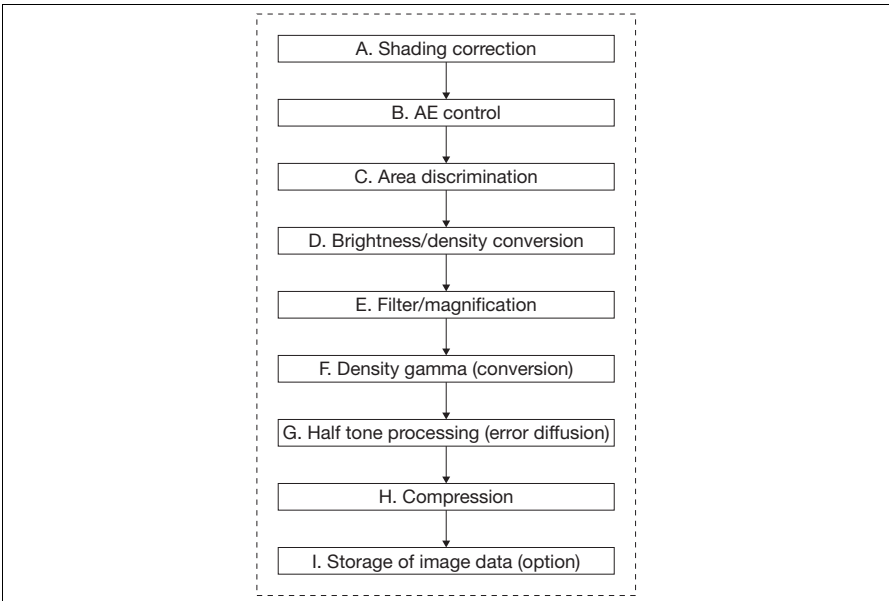 A. Shading correction
B. AE control
C. Area discrimination
D. Brightness/density conversion
E. Filter/magnification
F. Density gamma (conversion)
G. Half tone processing (error diffusion)
H. Compression
I. Storage of image data (option)